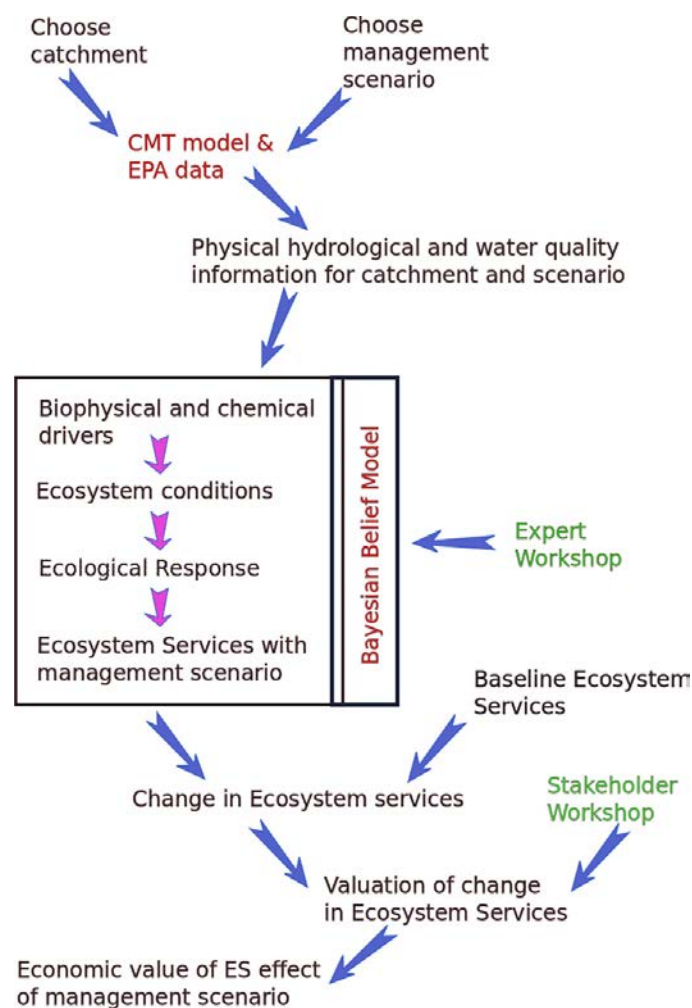 Choose
catchment
Choose
management
scenario
CMT model &
EPA data
Physical hydrological and water quality
information for catchment and scenario
Biophysical and chemical
drivers
Ecosystem conditions
Ecological Response
Ecosystem Services with
management scenario
Bayesian Belief Model
Expert
Workshop
Baseline Ecosystem
Services
Change in Ecosystem services
Stakeholder
Workshop
Valuation of change
in Ecosystem Services
Economic value of ES effect
of management scenario